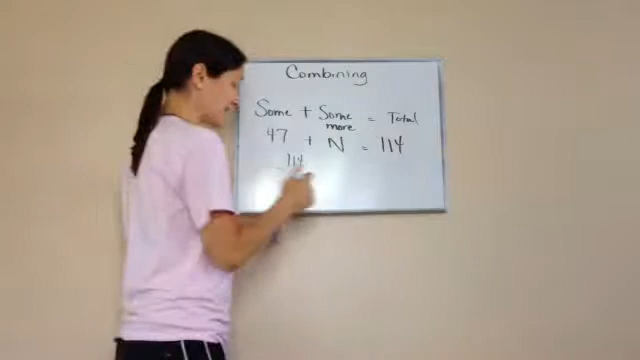 Combining
Some + Some more = Total
47 + N = 114
114